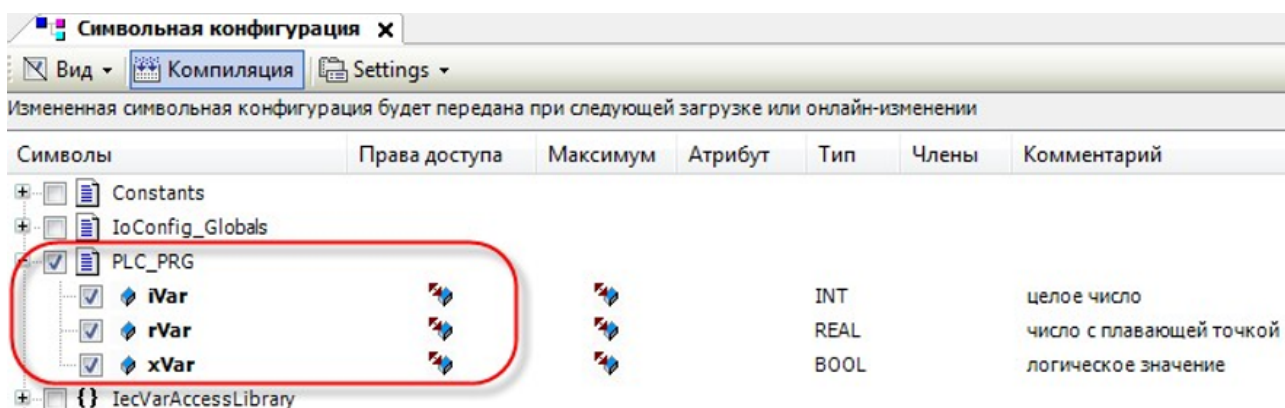 Символьная конфигурация
Вид Компиляция Settings
Измененная символьная конфигурация будет передана при следующей загрузке или онлайн-изменении
Символы Права доступа Максимум Атрибут Тип Члены Комментарий
Constants
IoConfig_Globals
PLC_PRG
iVar INT целое число
rVar REAL число с плавающей точкой
xVar BOOL логическое значение
{} IecVarAccessLibrary